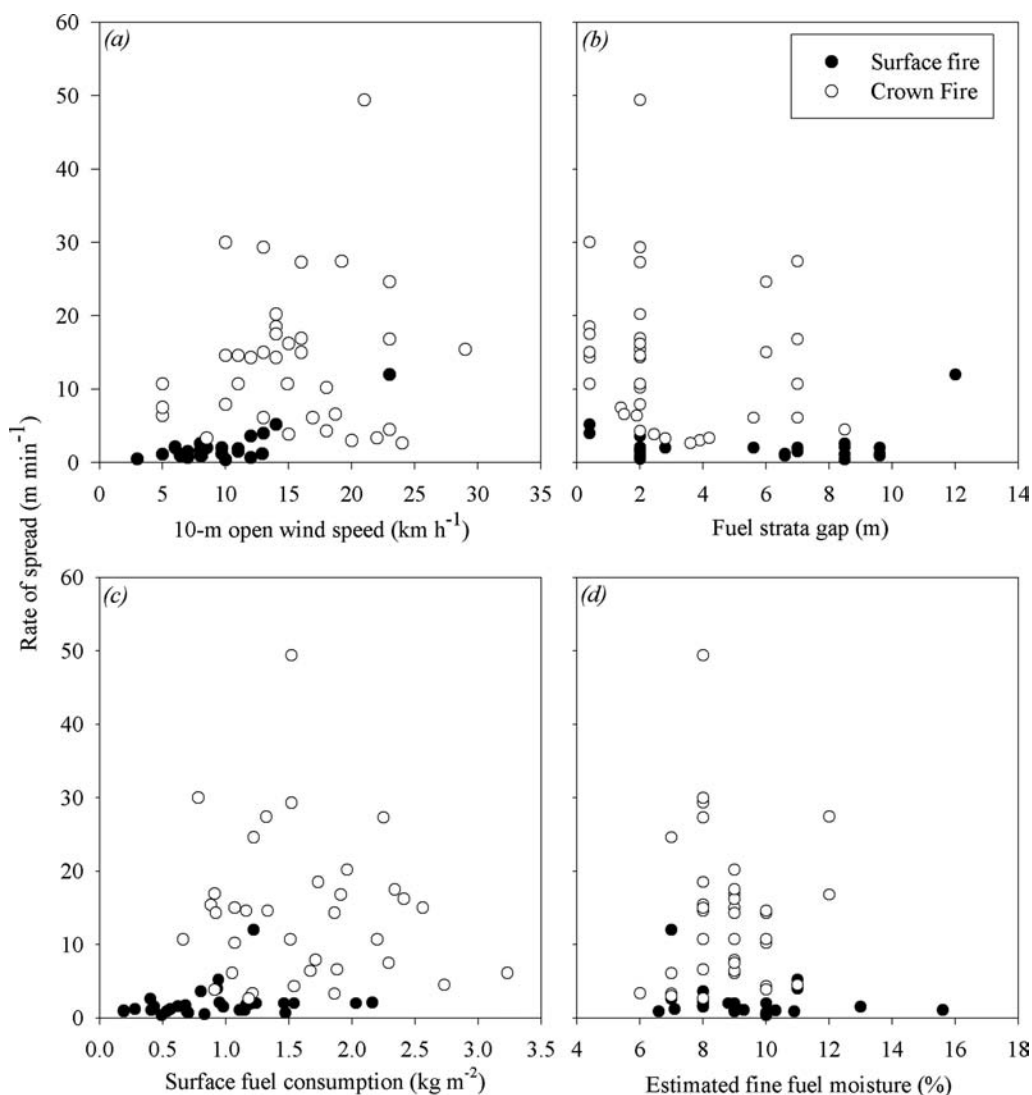 (a)
(b)
Surface fire
Crown Fire
60
50
40
30
20
10
0
0 5 10 15 20 25 30 35
10-m open wind speed (km h⁻¹)
0 2 4 6 8 10 12 14
Fuel strata gap (m)
Rate of spread (m min⁻¹)
(c)
(d)
60
50
40
30
20
10
0
0.0 0.5 1.0 1.5 2.0 2.5 3.0 3.5
Surface fuel consumption (kg m⁻²)
4 6 8 10 12 14 16 18
Estimated fine fuel moisture (%)